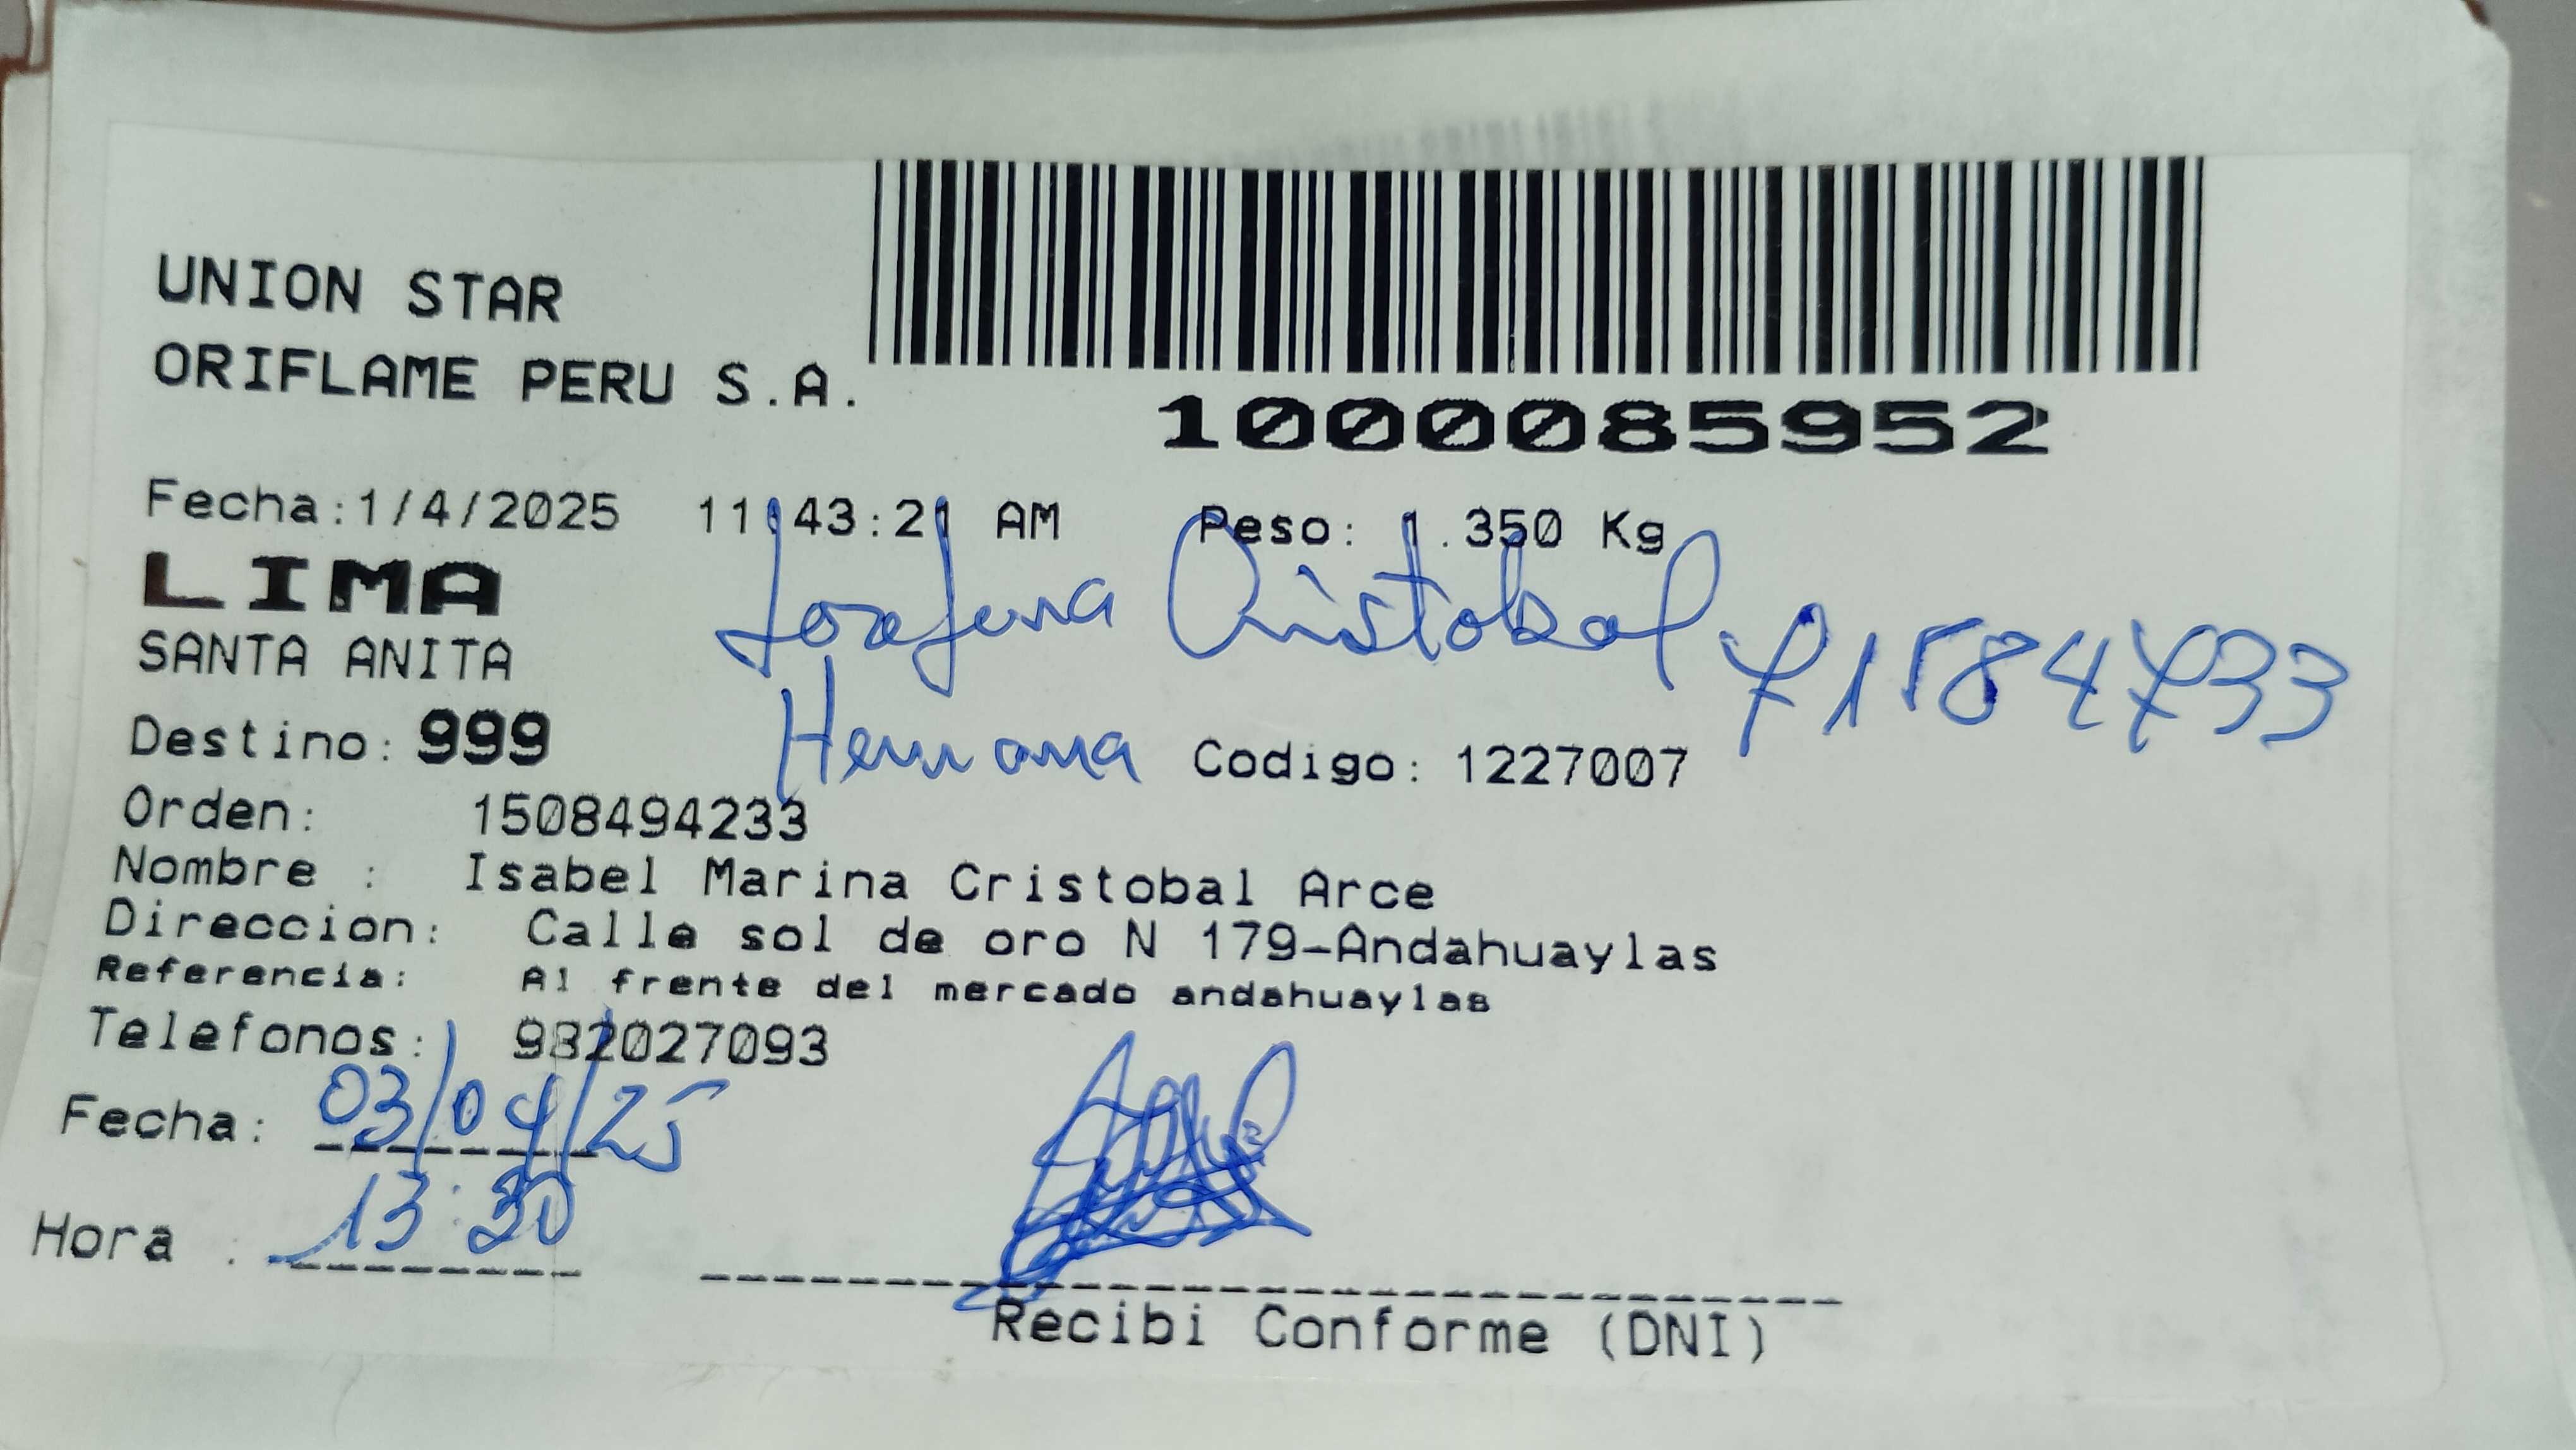 UNION STAR
ORIFLAME PERU S.A.
1000085952
Fecha:1/4/2025 11:43:21 AM Peso: 1.350 Kg
LIMA
Josefina Cristobal 71584733
SANTA ANITA
Hermana
Destino: 999 Codigo: 1227007
Orden: 1508494233
Nombre : Isabel Marina Cristobal Arce
Direccion: Calle sol de oro N 179-Andahuaylas
Referencia: Al frente del mercado andahuaylas
Telefonos: 982027093
Fecha: 03/04/25
Hora : 13:30
Recibi Conforme (DNI)